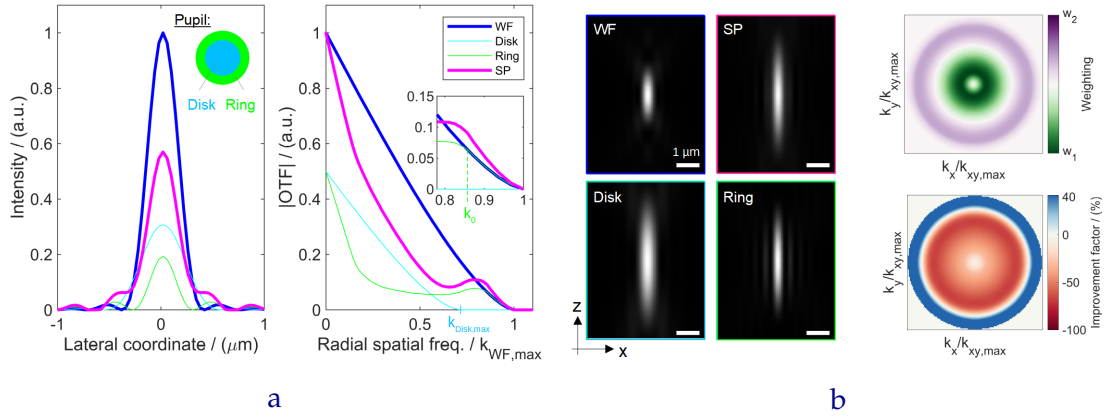 Pupil:
Disk Ring
Intensity / (a.u.)
1
0.8
0.6
0.4
0.2
0
-1 -0.5 0 0.5 1
Lateral coordinate / (μm)
WF
Disk
Ring
SP
|OTF| / (a.u.)
1
0.8
0.6
0.4
0.2
0
0 0.5 1
0.15
0.1
0.05
0
0.8 0.9 1
k0
kDisk,max
Radial spatial freq. / kWF,max
a
WF
1 μm
SP
Disk
Ring
z
x
ky/kxy,max
kx/kxy,max
w2
Weighting
w1
ky/kxy,max
kx/kxy,max
40
0
-50
-100
Improvement factor / (%)
b